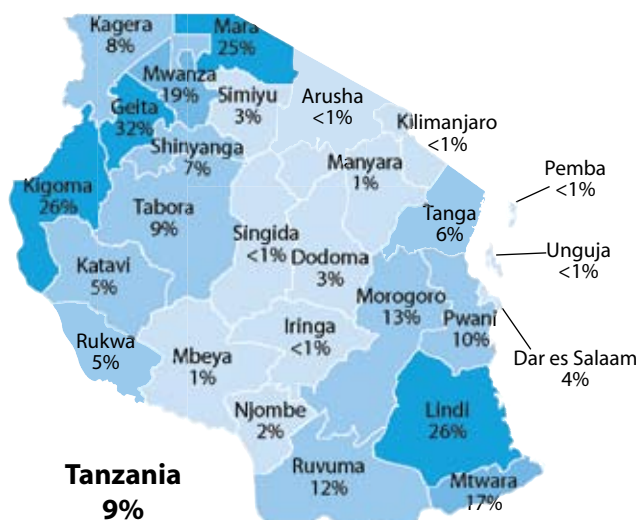 Kagera
8%
Mara
25%
Mwanza
19%
Geita
32%
Simiyu
3%
Arusha
<1%
Kilimanjaro
<1%
Shinyanga
7%
Manyara
1%
Pemba
<1%
Kigoma
26%
Tabora
9%
Tanga
6%
Singida
<1%
Dodoma
3%
Unguja
<1%
Katavi
5%
Morogoro
13%
Pwani
10%
Rukwa
5%
Mbeya
1%
Iringa
<1%
Dar es Salaam
4%
Njombe
2%
Lindi
26%
Ruvuma
12%
Mtwara
17%
Tanzania
9%